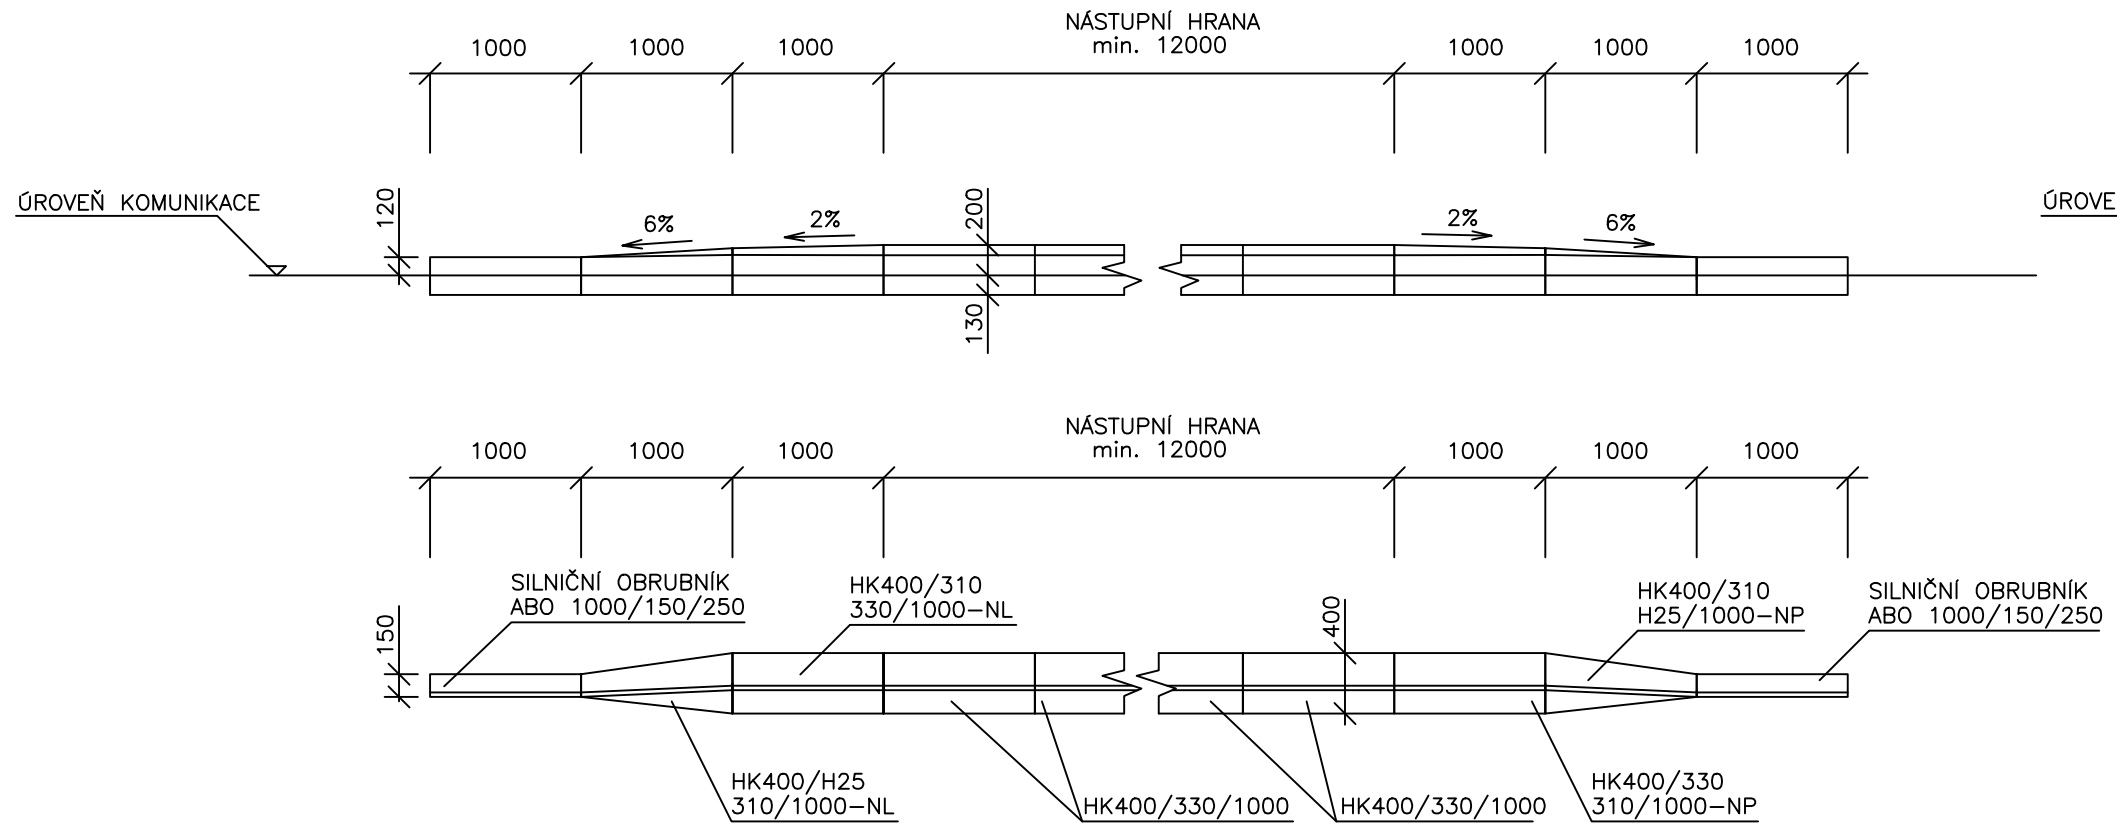 NÁSTUPNÍ HRANA
min. 12000
1000
1000
1000
1000
1000
1000
ÚROVEŇ KOMUNIKACE
120
6%
2%
200
130
2%
6%
ÚROVE
NÁSTUPNÍ HRANA
min. 12000
1000
1000
1000
1000
1000
1000
SILNIČNÍ OBRUBNÍK
ABO 1000/150/250
150
HK400/310
330/1000-NL
400
HK400/310
H25/1000-NP
SILNIČNÍ OBRUBNÍK
ABO 1000/150/250
HK400/H25
310/1000-NL
HK400/330/1000
HK400/330/1000
HK400/330
310/1000-NP